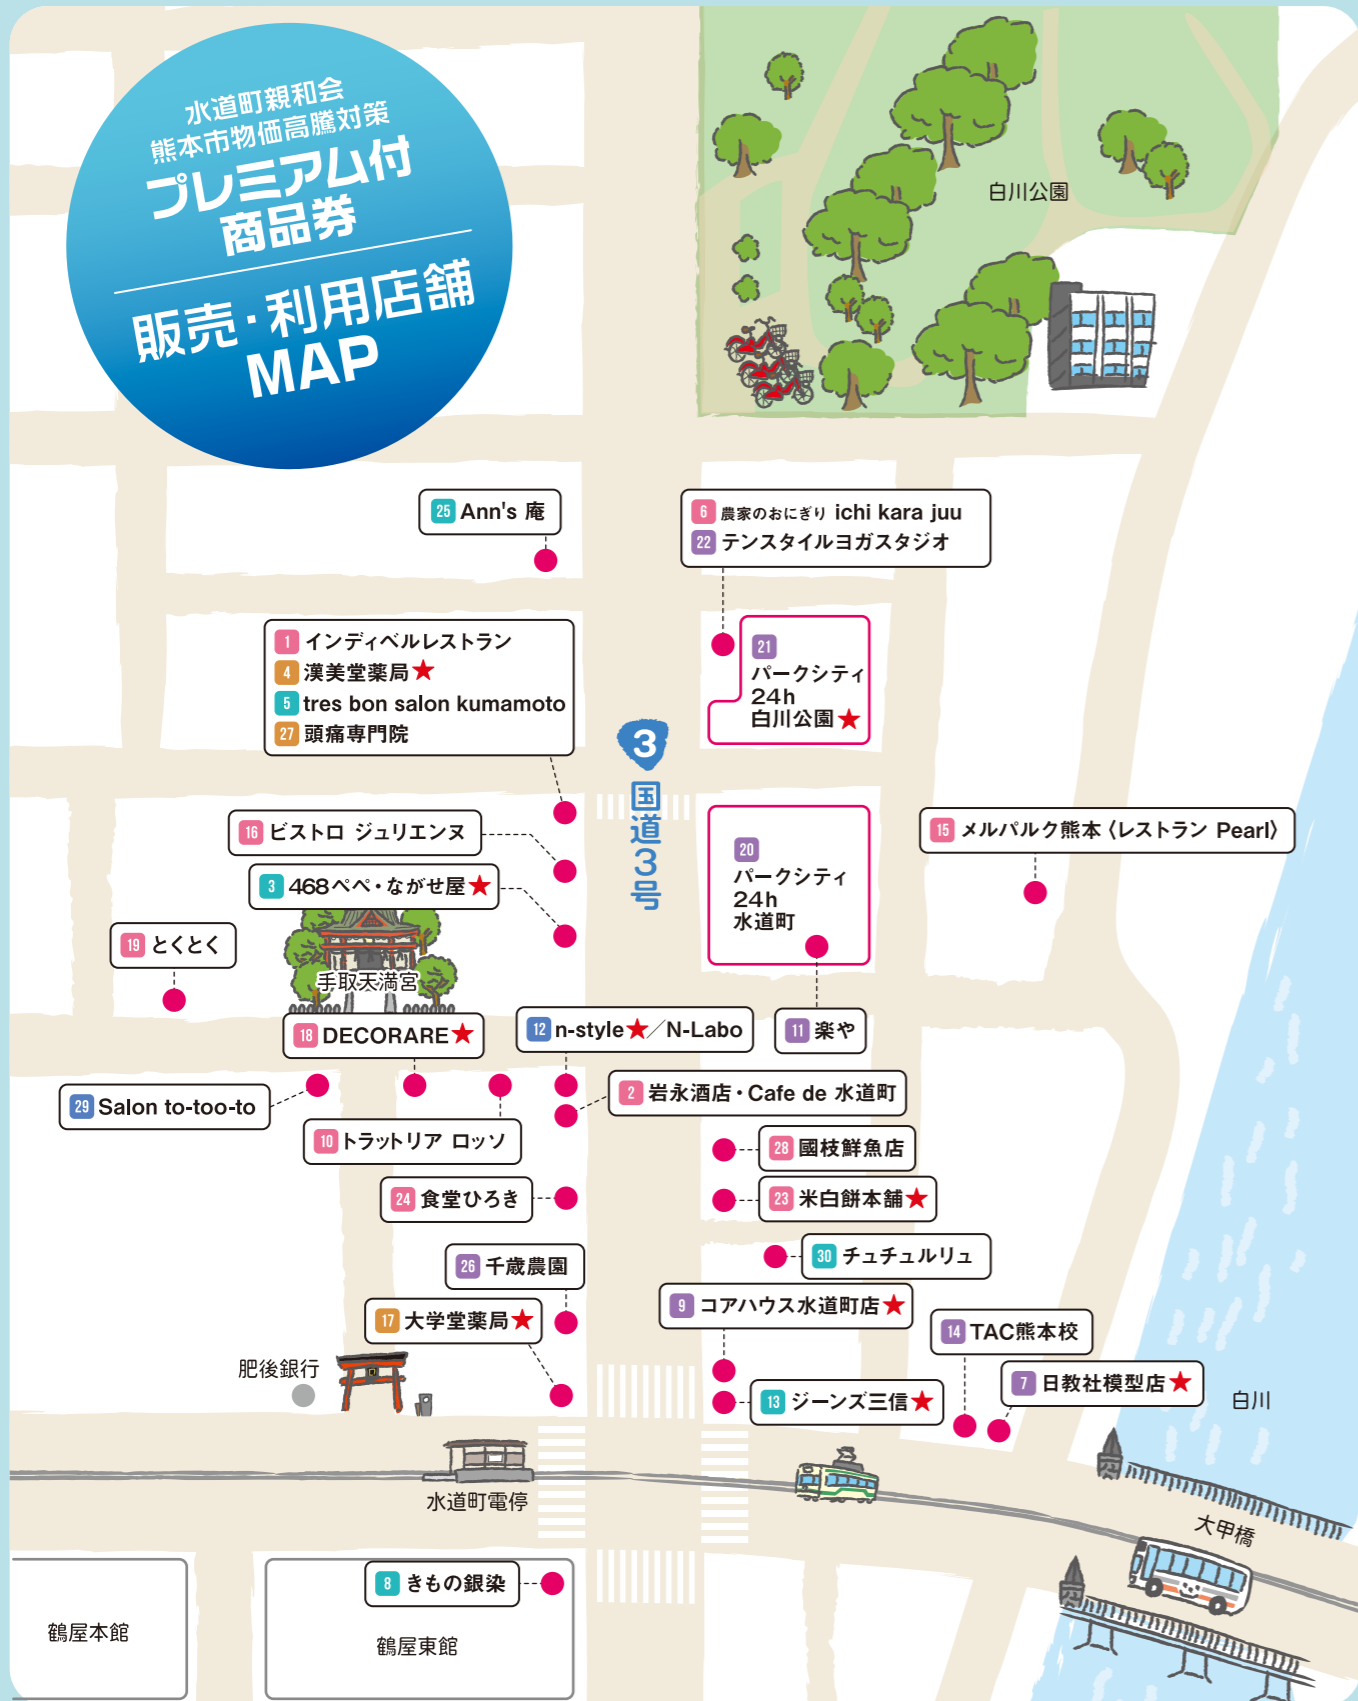 水道町親和会
熊本市物価高騰対策
プレミアム付
商品券
販売・利用店舗
MAP
白川公園
25 Ann's 庵
6 農家のおにぎり ichi kara juu
22 テンスタイルヨガスタジオ
1 インディベルレストラン
4 漢美堂薬局★
5 tres bon salon kumamoto
27 頭痛専門院
21
パークシティ
24h
白川公園★
3
国道3号
16 ビストロ ジュリエンヌ
3 468ペペ・ながせ屋★
20
パークシティ
24h
水道町
15 メルパルク熊本〈レストラン Pearl〉
19 とくとく
手取天満宮
18 DECORARE★
12 n-style★／N-Labo
11 楽や
29 Salon to-too-to
2 岩永酒店・Cafe de 水道町
10 トラットリア ロッソ
28 國枝鮮魚店
24 食堂ひろき
23 米白餅本舗★
26 千歳農園
30 チュチュルリュ
17 大学堂薬局★
9 コアハウス水道町店★
14 TAC熊本校
肥後銀行
13 ジーンズ三信★
7 日教社模型店★
白川
水道町電停
大甲橋
8 きもの銀染
鶴屋本館
鶴屋東館